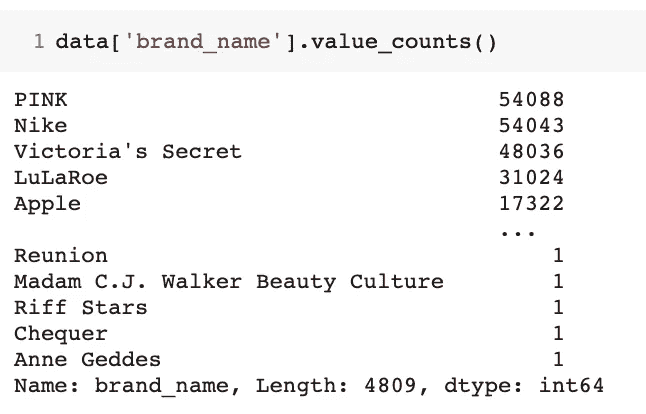 1 data['brand_name'].value_counts()
PINK 54088
Nike 54043
Victoria's Secret 48036
LuLaRoe 31024
Apple 17322
...
Reunion 1
Madam C.J. Walker Beauty Culture 1
Riff Stars 1
Chequer 1
Anne Geddes 1
Name: brand_name, Length: 4809, dtype: int64